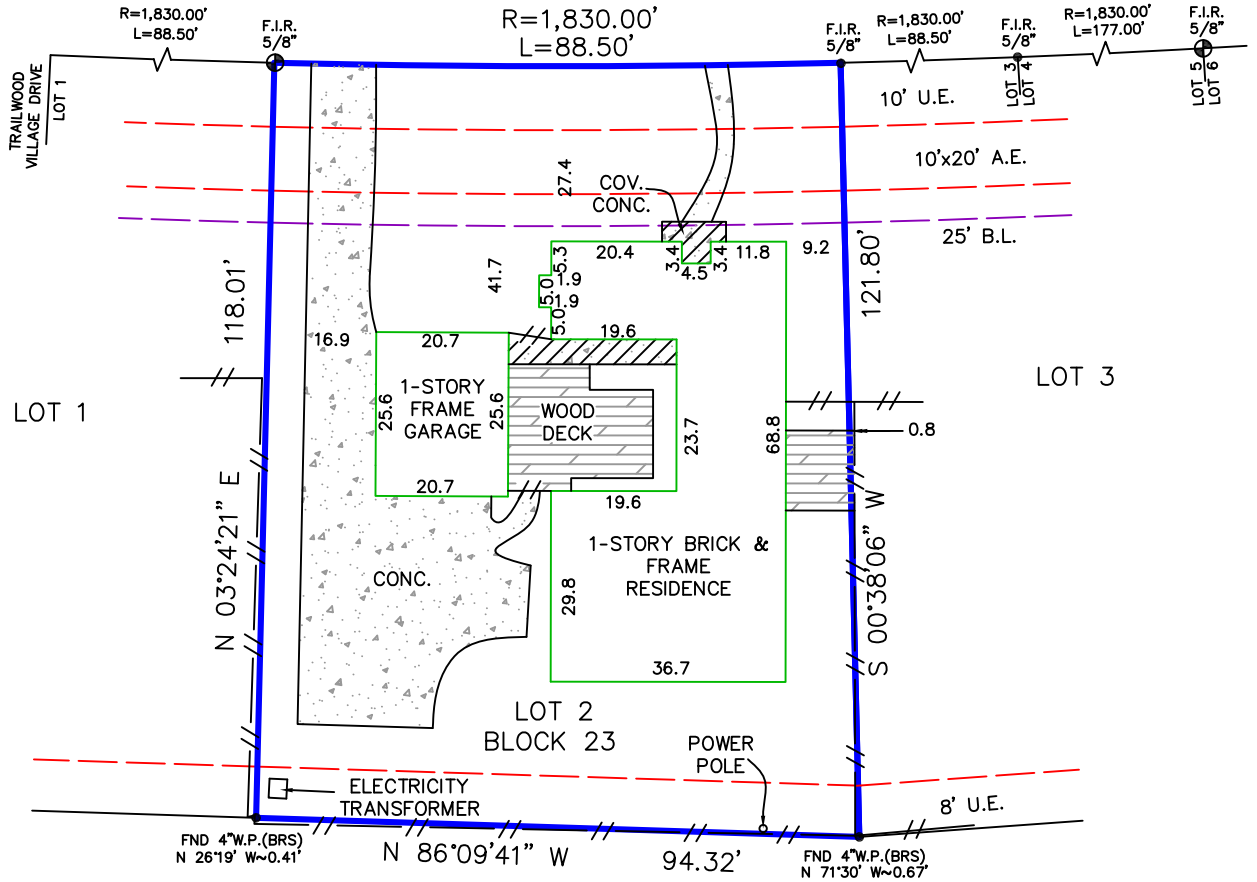 R=1,830.00'
L=88.50'
F.I.R.
5/8"
R=1,830.00'
L=88.50'
F.I.R.
5/8"
R=1,830.00'
L=88.50'
F.I.R.
5/8"
R=1,830.00'
L=177.00'
F.I.R.
5/8"
TRAILWOOD
VILLAGE DRIVE
LOT 1
LOT 3
LOT 4
LOT 5
LOT 6
10' U.E.
10'x20' A.E.
25' B.L.
27.4
COV.
CONC.
118.01'
121.80'
41.7
5.3
20.4
3.4
4.5
3.4
11.8
9.2
1.9
5.0
1.9
5.0
19.6
16.9
20.7
1-STORY
FRAME
GARAGE
25.6
25.6
20.7
WOOD
DECK
23.7
19.6
68.8
0.8
LOT 1
LOT 3
N 03°24'21" E
S 00°38'06" W
CONC.
1-STORY BRICK &
FRAME
RESIDENCE
29.8
36.7
LOT 2
BLOCK 23
POWER
POLE
ELECTRICITY
TRANSFORMER
8' U.E.
FND 4"W.P.(BRS)
N 26°19' W~0.41'
N 86°09'41" W
94.32'
FND 4"W.P.(BRS)
N 71°30' W~0.67'